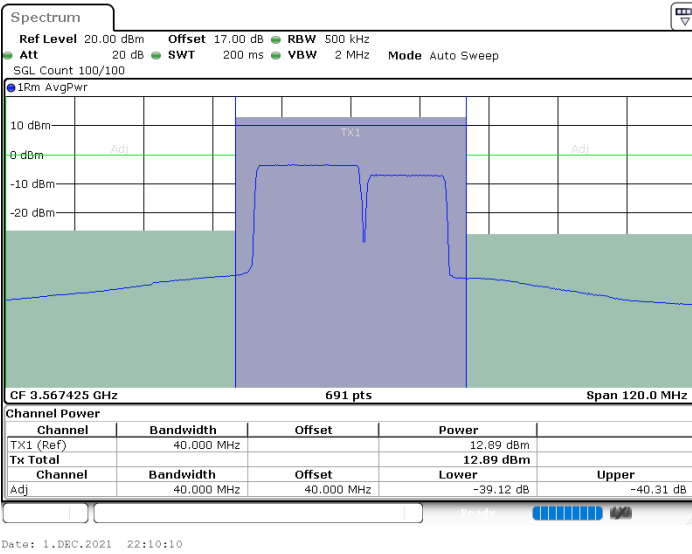 Spectrum
Ref Level 20.00 dBm Offset 17.00 dB RBW 500 kHz
Att 20 dB SWT 200 ms VBW 2 MHz Mode Auto Sweep
SGL Count 100/100
1Rm AvgPwr
10 dBm
TX1
Adj
Adj
0 dBm
-10 dBm
-20 dBm
CF 3.567425 GHz 691 pts Span 120.0 MHz
Channel Power
Channel Bandwidth Offset Power
TX1 (Ref) 40.000 MHz 12.89 dBm
Tx Total 12.89 dBm
Channel Bandwidth Offset Lower Upper
Adj 40.000 MHz 40.000 MHz -39.12 dB -40.31 dB
Ready
Date: 1.DEC.2021 22:10:10